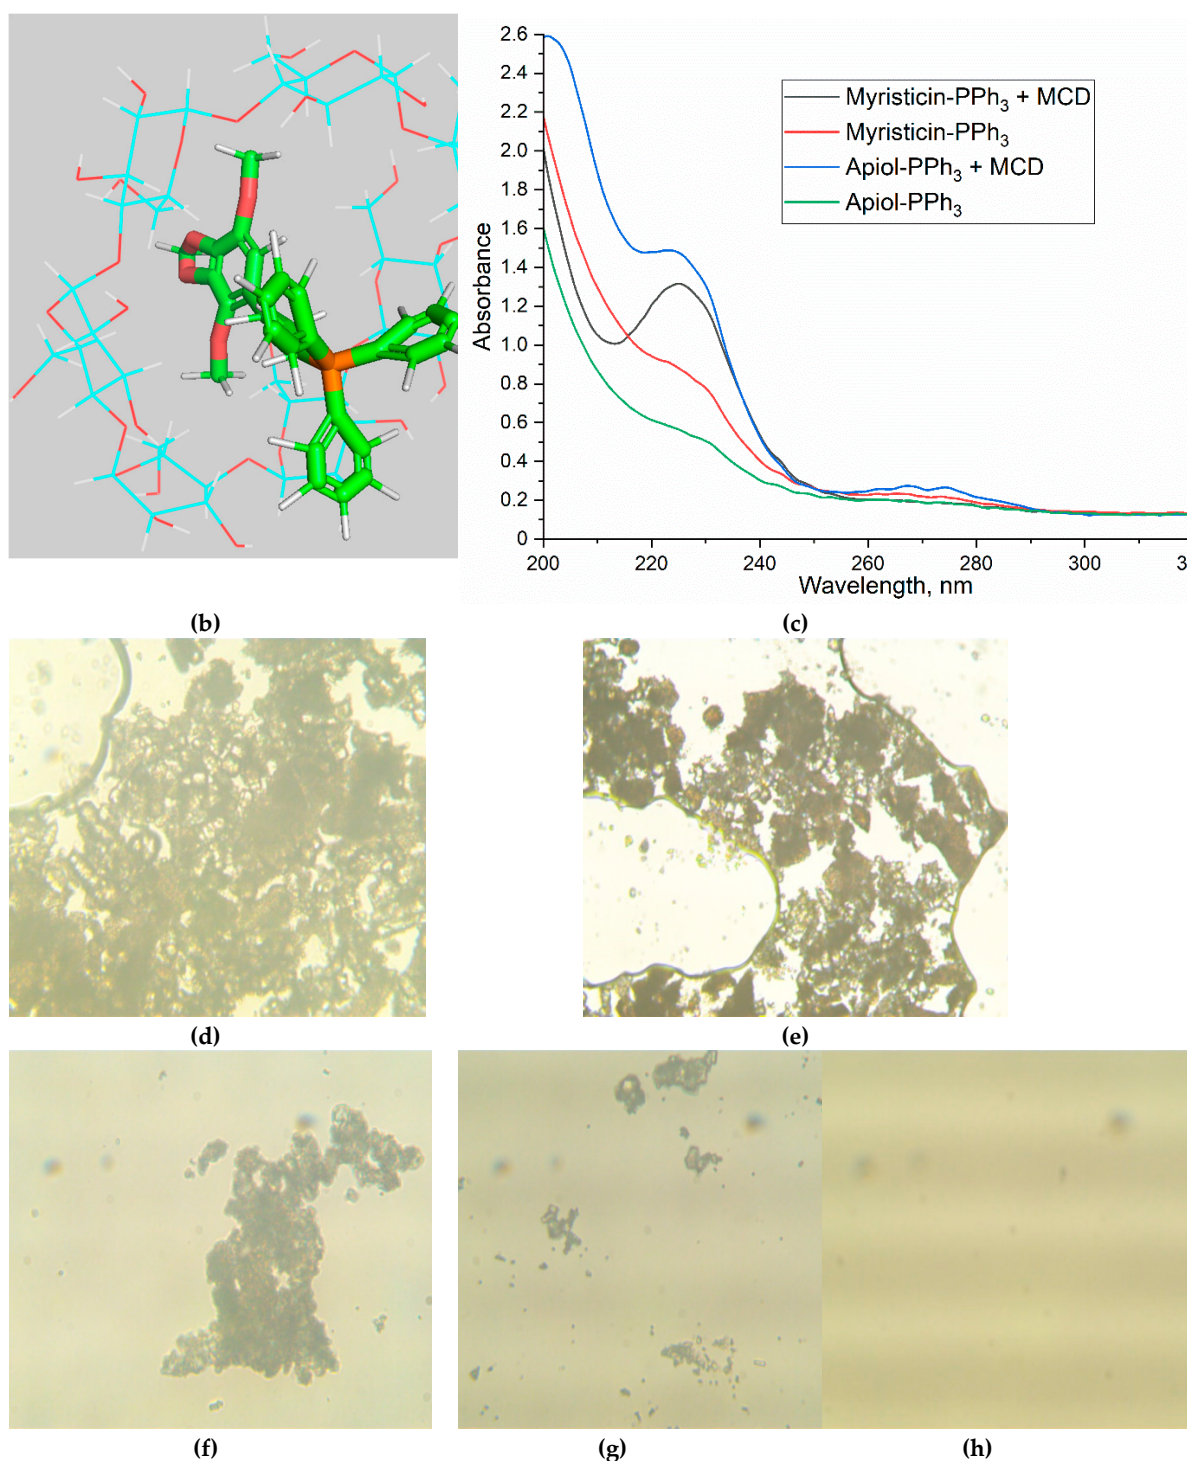 2.6
2.4
2.2
2.0
1.8
1.6
1.4
1.2
1.0
0.8
0.6
0.4
0.2
0
Absorbance
Myristicin-PPh₃ + MCD
Myristicin-PPh₃
Apiol-PPh₃ + MCD
Apiol-PPh₃
200 220 240 260 280 300 3
Wavelength, nm
(b) (c)
(d) (e)
(f) (g) (h)